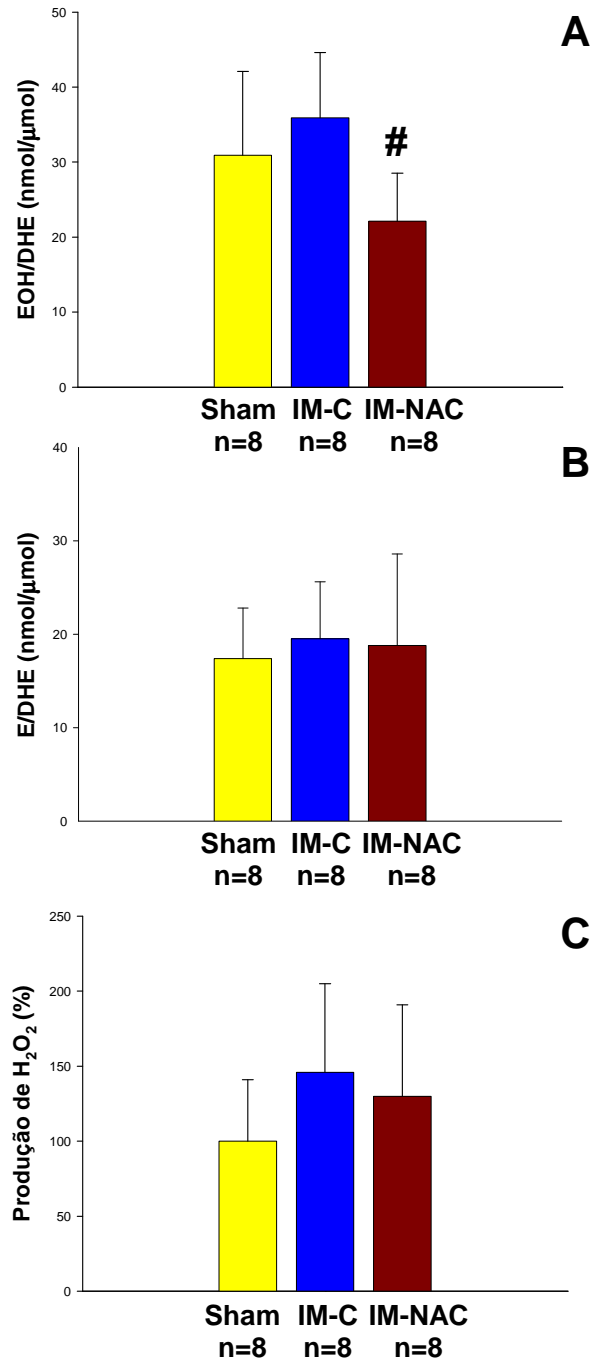 A
50
40
30
20
10
0
EOH/DHE (nmol/μmol)
#
Sham IM-C IM-NAC
n=8 n=8 n=8
B
40
30
20
10
0
E/DHE (nmol/μmol)
Sham IM-C IM-NAC
n=8 n=8 n=8
C
250
200
150
100
50
0
Produção de H₂O₂ (%)
Sham IM-C IM-NAC
n=8 n=8 n=8